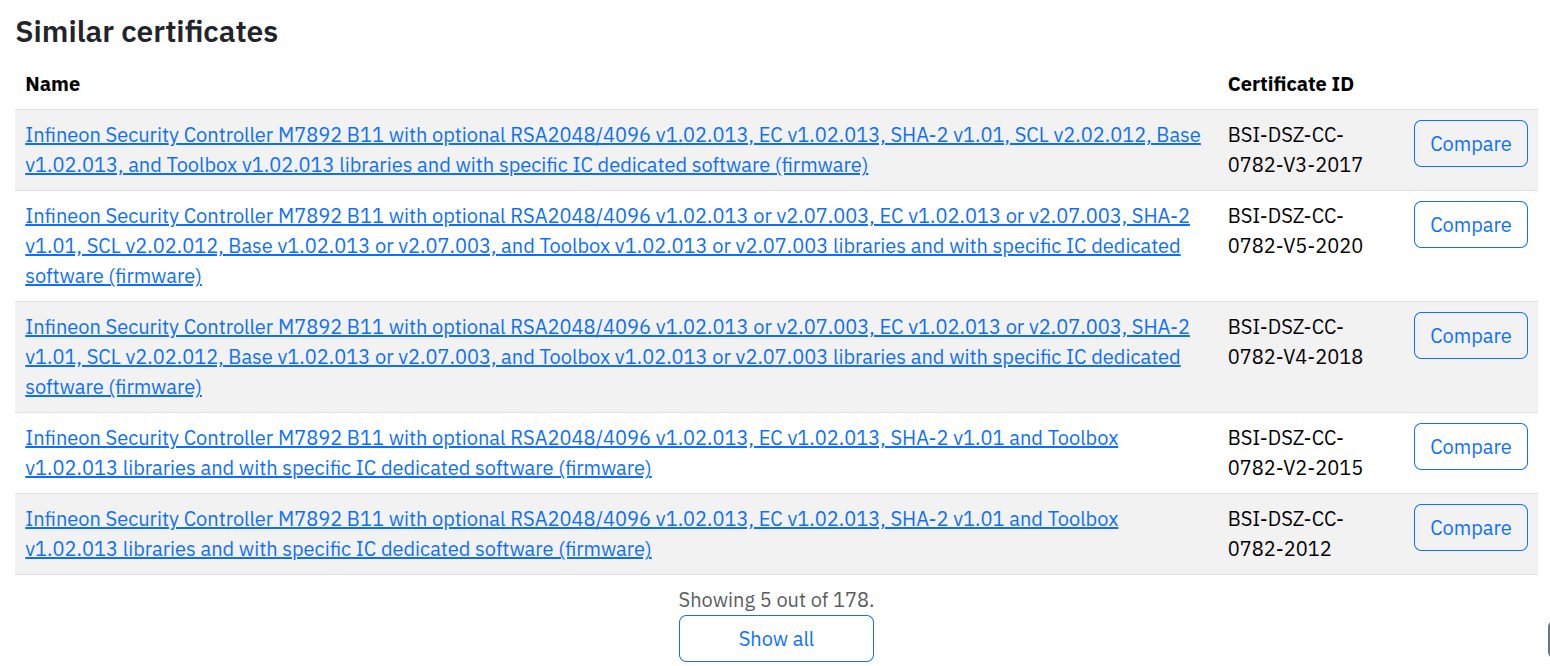 Similar certificates
Name Certificate ID
Infineon Security Controller M7892 B11 with optional RSA2048/4096 v1.02.013, EC v1.02.013, SHA-2 v1.01, SCL v2.02.012, Base
v1.02.013, and Toolbox v1.02.013 libraries and with specific IC dedicated software (firmware)
BSI-DSZ-CC-
0782-V3-2017
Compare
Infineon Security Controller M7892 B11 with optional RSA2048/4096 v1.02.013 or v2.07.003, EC v1.02.013 or v2.07.003, SHA-2
v1.01, SCL v2.02.012, Base v1.02.013 or v2.07.003, and Toolbox v1.02.013 or v2.07.003 libraries and with specific IC dedicated
software (firmware)
BSI-DSZ-CC-
0782-V5-2020
Compare
Infineon Security Controller M7892 B11 with optional RSA2048/4096 v1.02.013 or v2.07.003, EC v1.02.013 or v2.07.003, SHA-2
v1.01, SCL v2.02.012, Base v1.02.013 or v2.07.003, and Toolbox v1.02.013 or v2.07.003 libraries and with specific IC dedicated
software (firmware)
BSI-DSZ-CC-
0782-V4-2018
Compare
Infineon Security Controller M7892 B11 with optional RSA2048/4096 v1.02.013, EC v1.02.013, SHA-2 v1.01 and Toolbox
v1.02.013 libraries and with specific IC dedicated software (firmware)
BSI-DSZ-CC-
0782-V2-2015
Compare
Infineon Security Controller M7892 B11 with optional RSA2048/4096 v1.02.013, EC v1.02.013, SHA-2 v1.01 and Toolbox
v1.02.013 libraries and with specific IC dedicated software (firmware)
BSI-DSZ-CC-
0782-2012
Compare
Showing 5 out of 178.
Show all